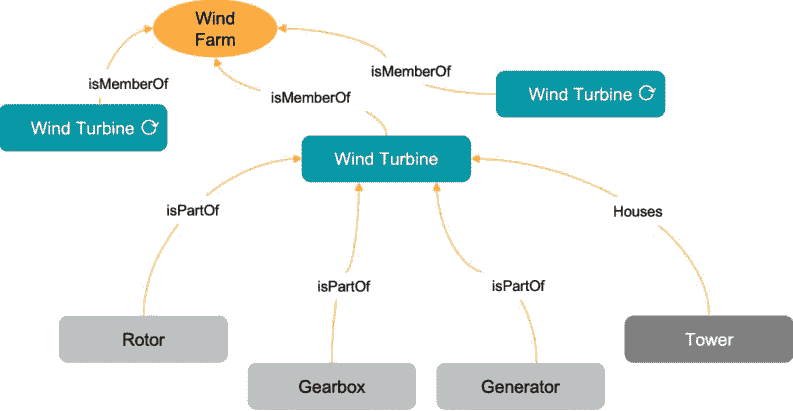 Wind
Farm
isMemberOf
isMemberOf
isMemberOf
Wind Turbine
Wind Turbine
Wind Turbine
isPartOf
Houses
isPartOf
isPartOf
Rotor
Tower
Gearbox
Generator